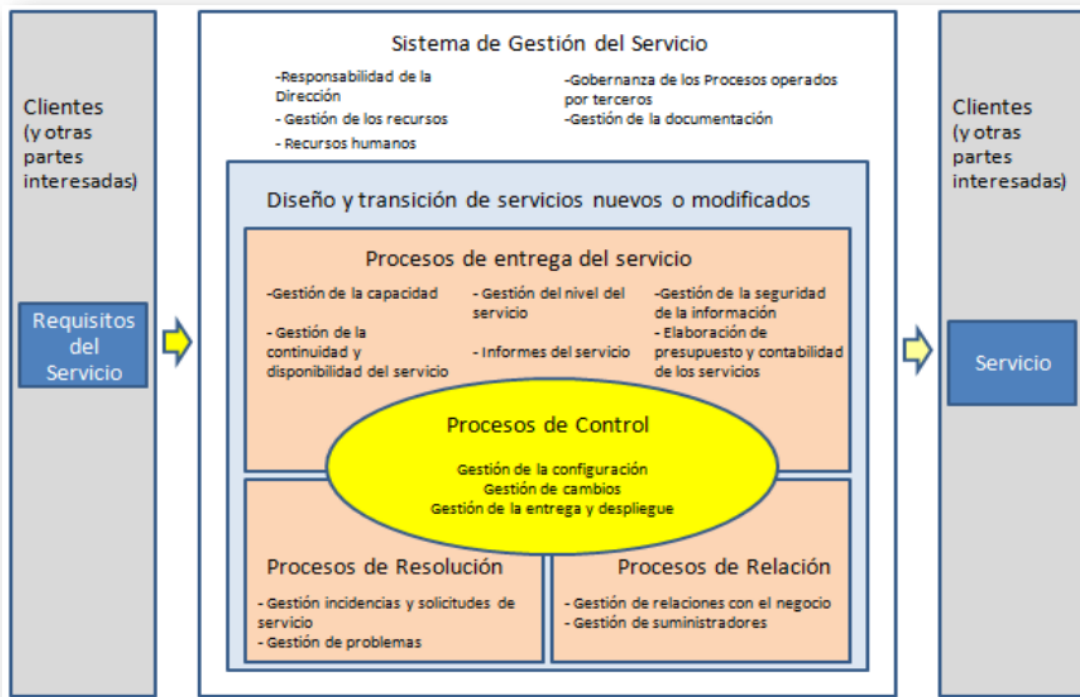 Clientes
(y otras
partes
interesadas)
Requisitos
del
Servicio
Sistema de Gestión del Servicio
-Responsabilidad de la
Dirección
- Gestión de los recursos
- Recursos humanos
-Gobernanza de los Procesos operados
por terceros
-Gestión de la documentación
Diseño y transición de servicios nuevos o modificados
Procesos de entrega del servicio
-Gestión de la capacidad
- Gestión de la
continuidad y
disponibilidad del servicio
- Gestión del nivel del
servicio
- Informes del servicio
-Gestión de la seguridad
de la información
- Elaboración de
presupuesto y contabilidad
de los servicios
Procesos de Control
Gestión de la configuración
Gestión de cambios
Gestión de la entrega y despliegue
Procesos de Resolución
- Gestión incidencias y solicitudes de
servicio
- Gestión de problemas
Procesos de Relación
- Gestión de relaciones con el negocio
- Gestión de suministradores
Clientes
(y otras
partes
interesadas)
Servicio